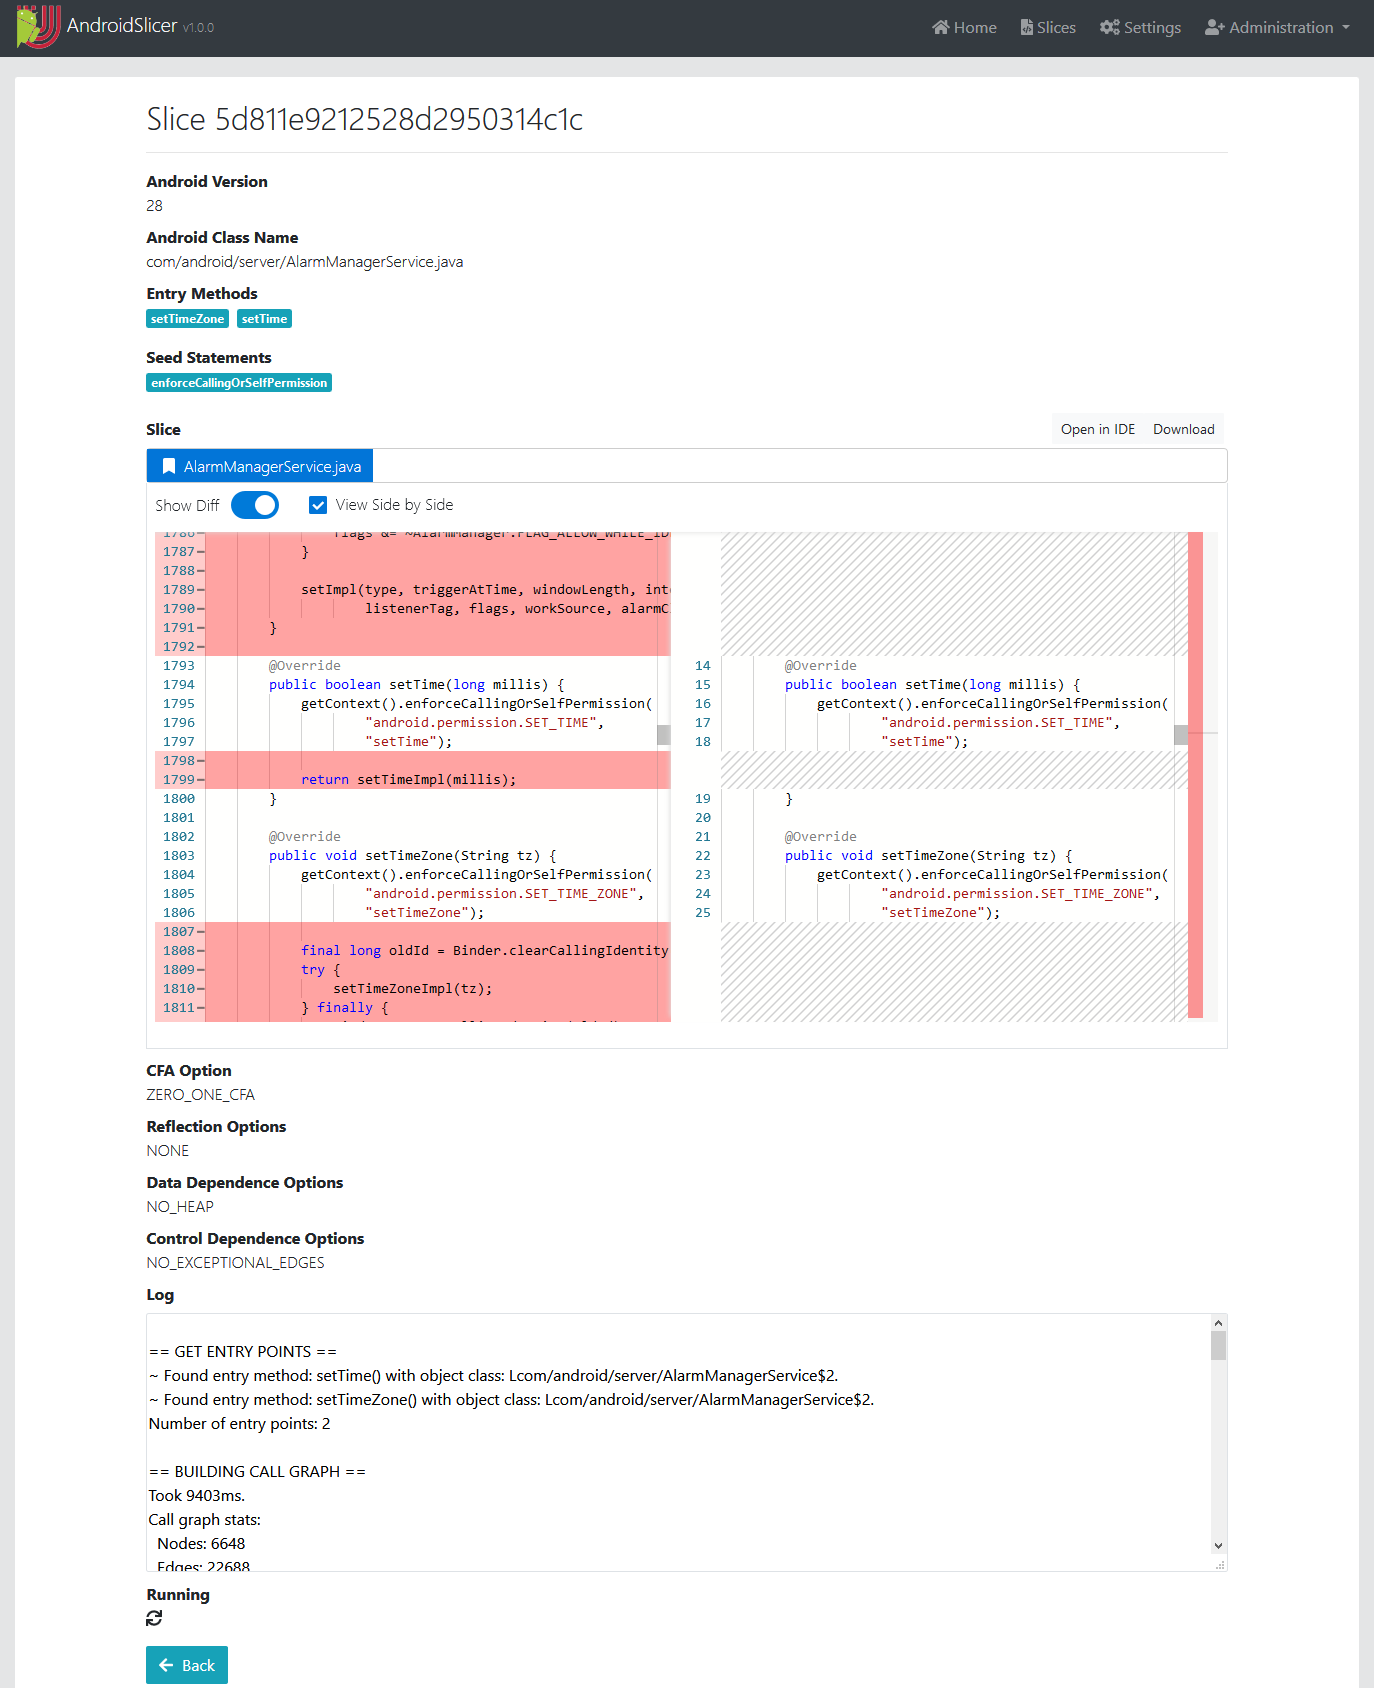 AndroidSlicer v1.0.0 Home Slices Settings Administration
Slice 5d811e9212528d2950314c1c
Android Version
28
Android Class Name
com/android/server/AlarmManagerService.java
Entry Methods
setTimeZone setTime
Seed Statements
enforceCallingOrSelfPermission
Slice Open in IDE Download
AlarmManagerService.java
Show Diff View Side by Side
1786- flags &= ~AlarmManager.FLAG_ALLOW_WHILE_ID
1787- }
1788-
1789- setImpl(type, triggerAtTime, windowLength, int
1790- listenerTag, flags, workSource, alarmC
1791- }
1792-
1793 @Override 14 @Override
1794 public boolean setTime(long millis) { 15 public boolean setTime(long millis) {
1795 getContext().enforceCallingOrSelfPermission( 16 getContext().enforceCallingOrSelfPermission(
1796 "android.permission.SET_TIME", 17 "android.permission.SET_TIME",
1797 "setTime"); 18 "setTime");
1798-
1799- return setTimeImpl(millis);
1800 } 19 }
1801 20
1802 @Override 21 @Override
1803 public void setTimeZone(String tz) { 22 public void setTimeZone(String tz) {
1804 getContext().enforceCallingOrSelfPermission( 23 getContext().enforceCallingOrSelfPermission(
1805 "android.permission.SET_TIME_ZONE", 24 "android.permission.SET_TIME_ZONE",
1806 "setTimeZone"); 25 "setTimeZone");
1807-
1808- final long oldId = Binder.clearCallingIdentity
1809- try {
1810- setTimeZoneImpl(tz);
1811- } finally {
CFA Option
ZERO_ONE_CFA
Reflection Options
NONE
Data Dependence Options
NO_HEAP
Control Dependence Options
NO_EXCEPTIONAL_EDGES
Log
== GET ENTRY POINTS ==
~ Found entry method: setTime() with object class: Lcom/android/server/AlarmManagerService$2.
~ Found entry method: setTimeZone() with object class: Lcom/android/server/AlarmManagerService$2.
Number of entry points: 2
== BUILDING CALL GRAPH ==
Took 9403ms.
Call graph stats:
Nodes: 6648
Edges: 22688
Running
Back